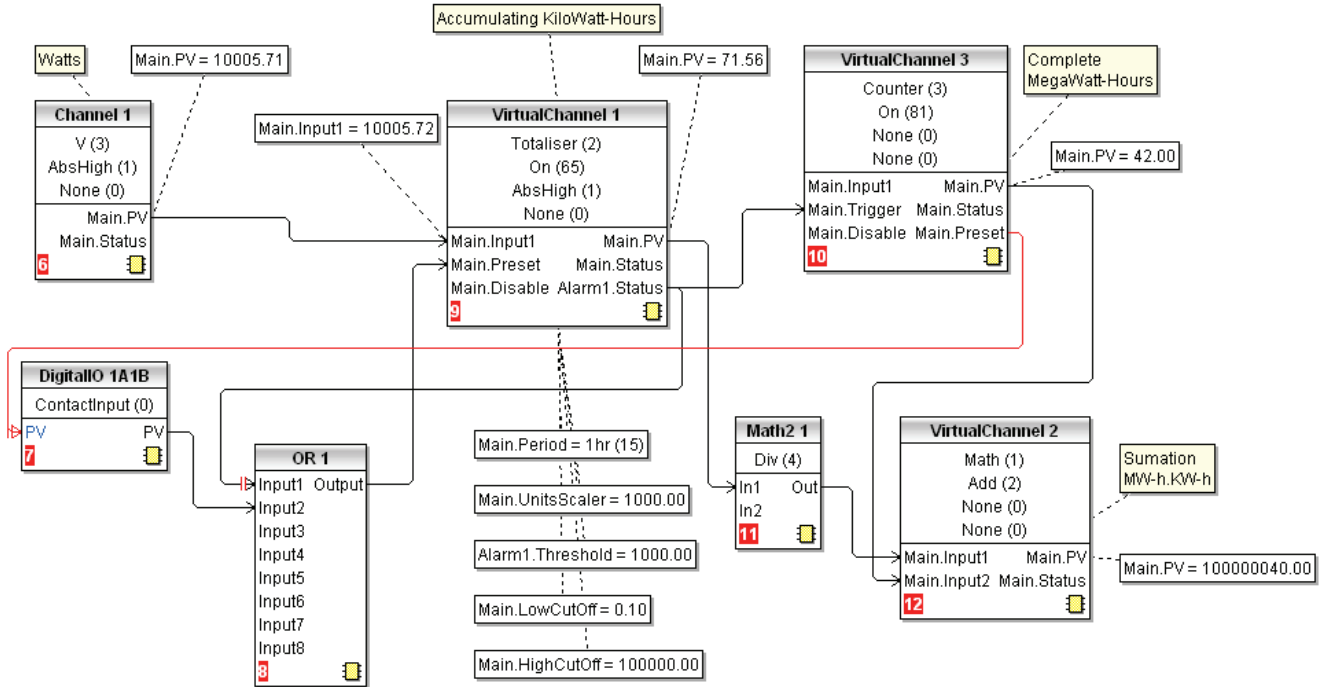 Accumulating KiloWatt-Hours
Watts
Main.PV = 10005.71
Main.PV = 71.56
Complete
MegaWatt-Hours
Channel 1
V (3)
AbsHigh (1)
None (0)
Main.PV
Main.Status
6
Main.Input1 = 10005.72
VirtualChannel 1
Totaliser (2)
On (65)
AbsHigh (1)
None (0)
Main.Input1 Main.PV
Main.Preset Main.Status
Main.Disable Alarm1.Status
9
VirtualChannel 3
Counter (3)
On (81)
None (0)
None (0)
Main.Input1 Main.PV
Main.Trigger Main.Status
Main.Disable Main.Preset
10
Main.PV = 42.00
DigitalIO 1A1B
ContactInput (0)
PV PV
7
OR 1
Input1 Output
Input2
Input3
Input4
Input5
Input6
Input7
Input8
8
Main.Period = 1hr (15)
Main.UnitsScaler = 1000.00
Alarm1.Threshold = 1000.00
Main.LowCutOff = 0.10
Main.HighCutOff = 100000.00
Math2 1
Div (4)
In1 Out
In2
11
VirtualChannel 2
Math (1)
Add (2)
None (0)
None (0)
Main.Input1 Main.PV
Main.Input2 Main.Status
12
Sumation
MW-h.KW-h
Main.PV = 100000040.00